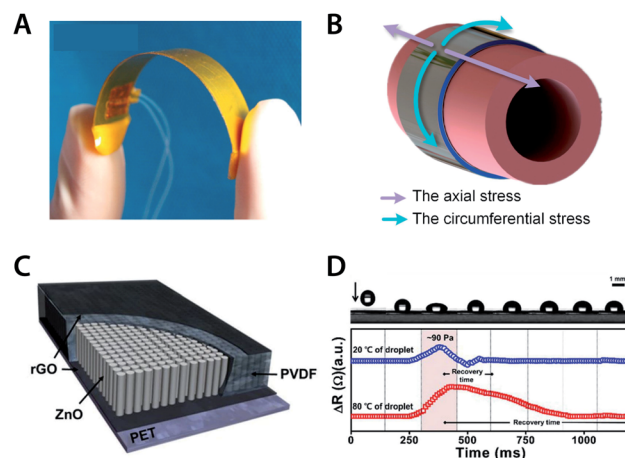 A
B
The axial stress
The circumferential stress
C
rGO
ZnO
PVDF
PET
D
1 mm
~90 Pa
20 °C of droplet
Recovery
time
80 °C of droplet
Recovery time
ΔR (Ω)(a.u.)
0 250 500 750 1000
Time (ms)